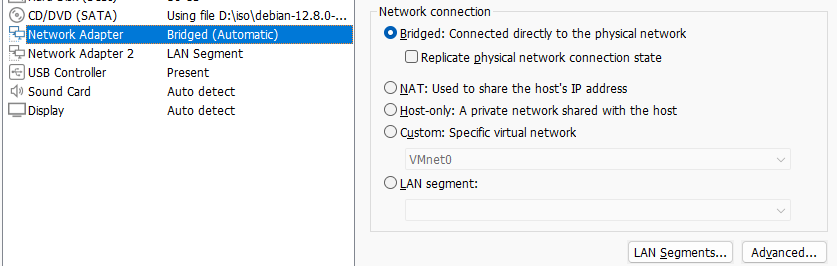 CD/DVD (SATA) Using file D:\iso\debian-12.8.0-...
Network Adapter Bridged (Automatic)
Network Adapter 2 LAN Segment
USB Controller Present
Sound Card Auto detect
Display Auto detect
Network connection
Bridged: Connected directly to the physical network
Replicate physical network connection state
NAT: Used to share the host's IP address
Host-only: A private network shared with the host
Custom: Specific virtual network
VMnet0
LAN segment:
LAN Segments... Advanced...